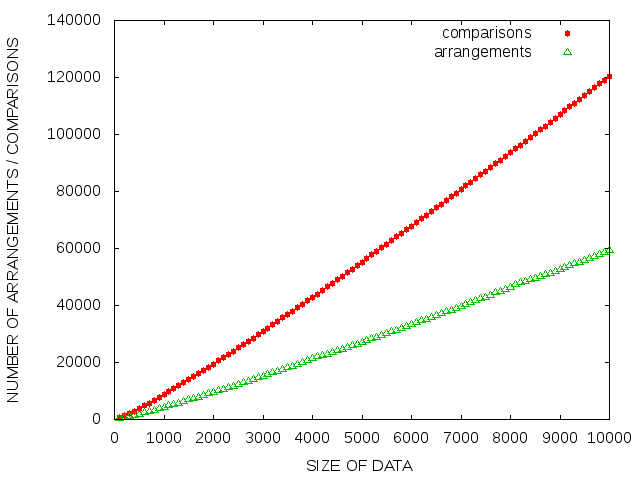 140000
120000
100000
80000
60000
40000
20000
0
NUMBER OF ARRANGEMENTS / COMPARISONS
comparisons
arrangements
0 1000 2000 3000 4000 5000 6000 7000 8000 9000 10000
SIZE OF DATA